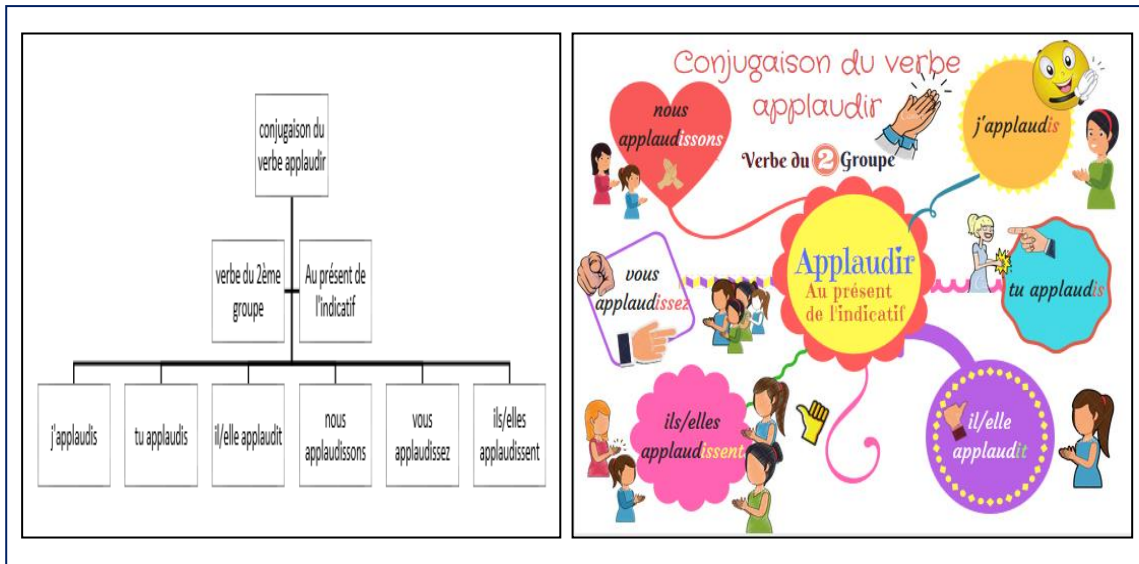 conjugaison du
verbe applaudir
verbe du 2ème
groupe
Au présent de
l'indicatif
j'applaudis
tu applaudis
il/elle applaudit
nous
applaudissons
vous
applaudissez
ils/elles
applaudissent
Conjugaison du verbe
applaudir
Verbe du 2 Groupe
nous
applaudissons
j'applaudis
vous
applaudissez
Applaudir
Au présent
de l'indicatif
tu applaudis
ils/elles
applaudissent
il/elle
applaudit